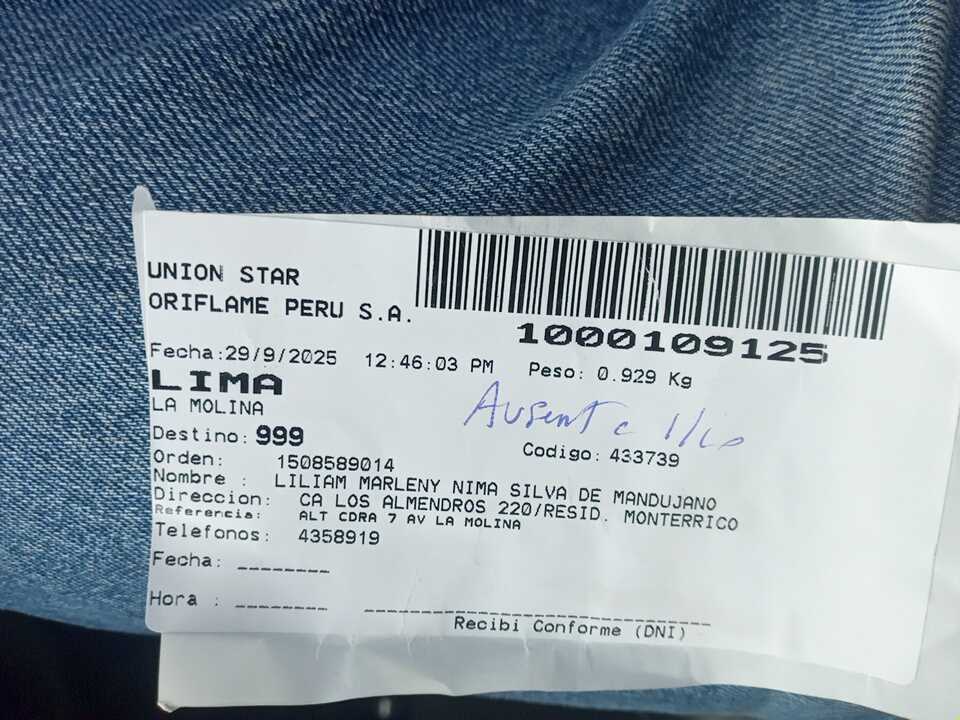 UNION STAR
ORIFLAME PERU S.A.
1000109125
Fecha:29/9/2025 12:46:03 PM Peso: 0.929 Kg
LIMA
LA MOLINA
Ausente 1/10
Destino: 999 Codigo: 433739
Orden: 1508589014
Nombre : LILIAM MARLENY NIMA SILVA DE MANDUJANO
Direccion: CA LOS ALMENDROS 220/RESID. MONTERRICO
Referencia: ALT CDRA 7 AV LA MOLINA
Telefonos: 4358919
Fecha: ________
Hora : ________
Recibi Conforme (DNI)